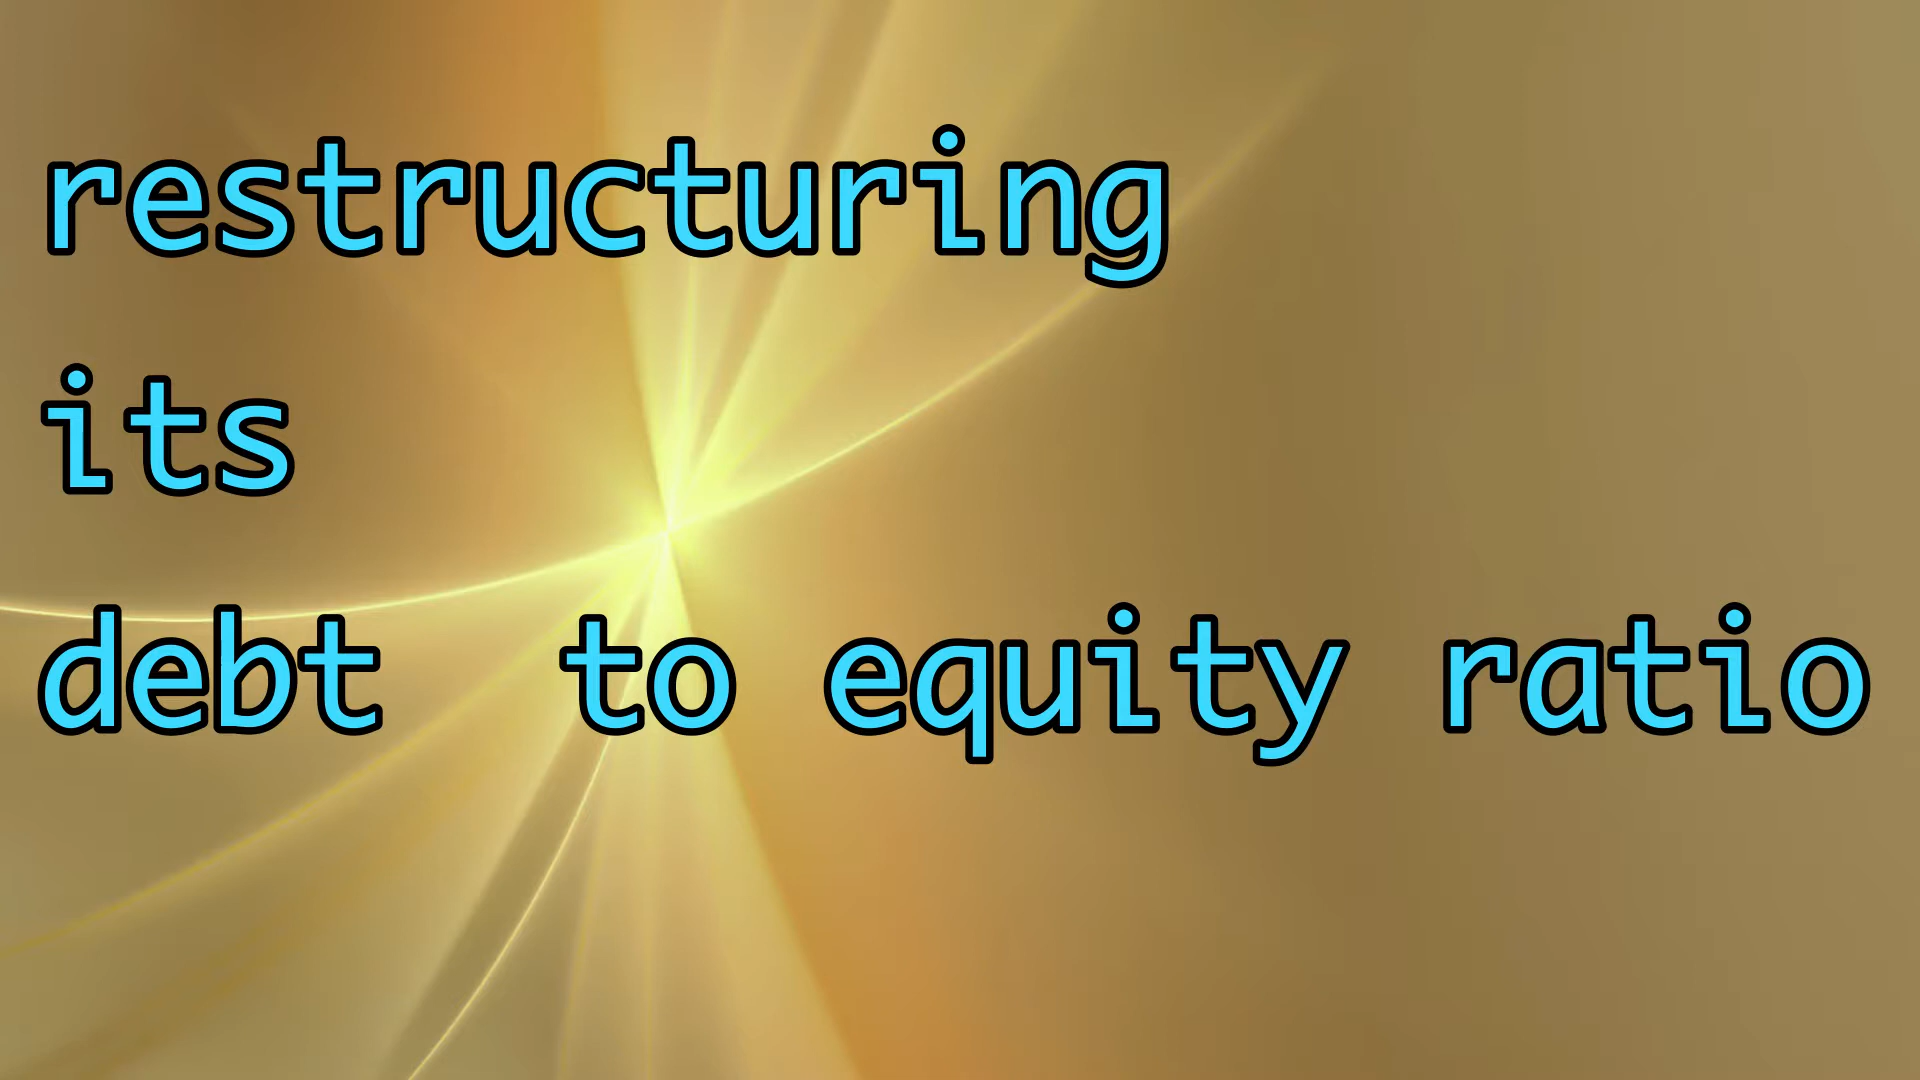 restructuring
its
debt  to equity ratio